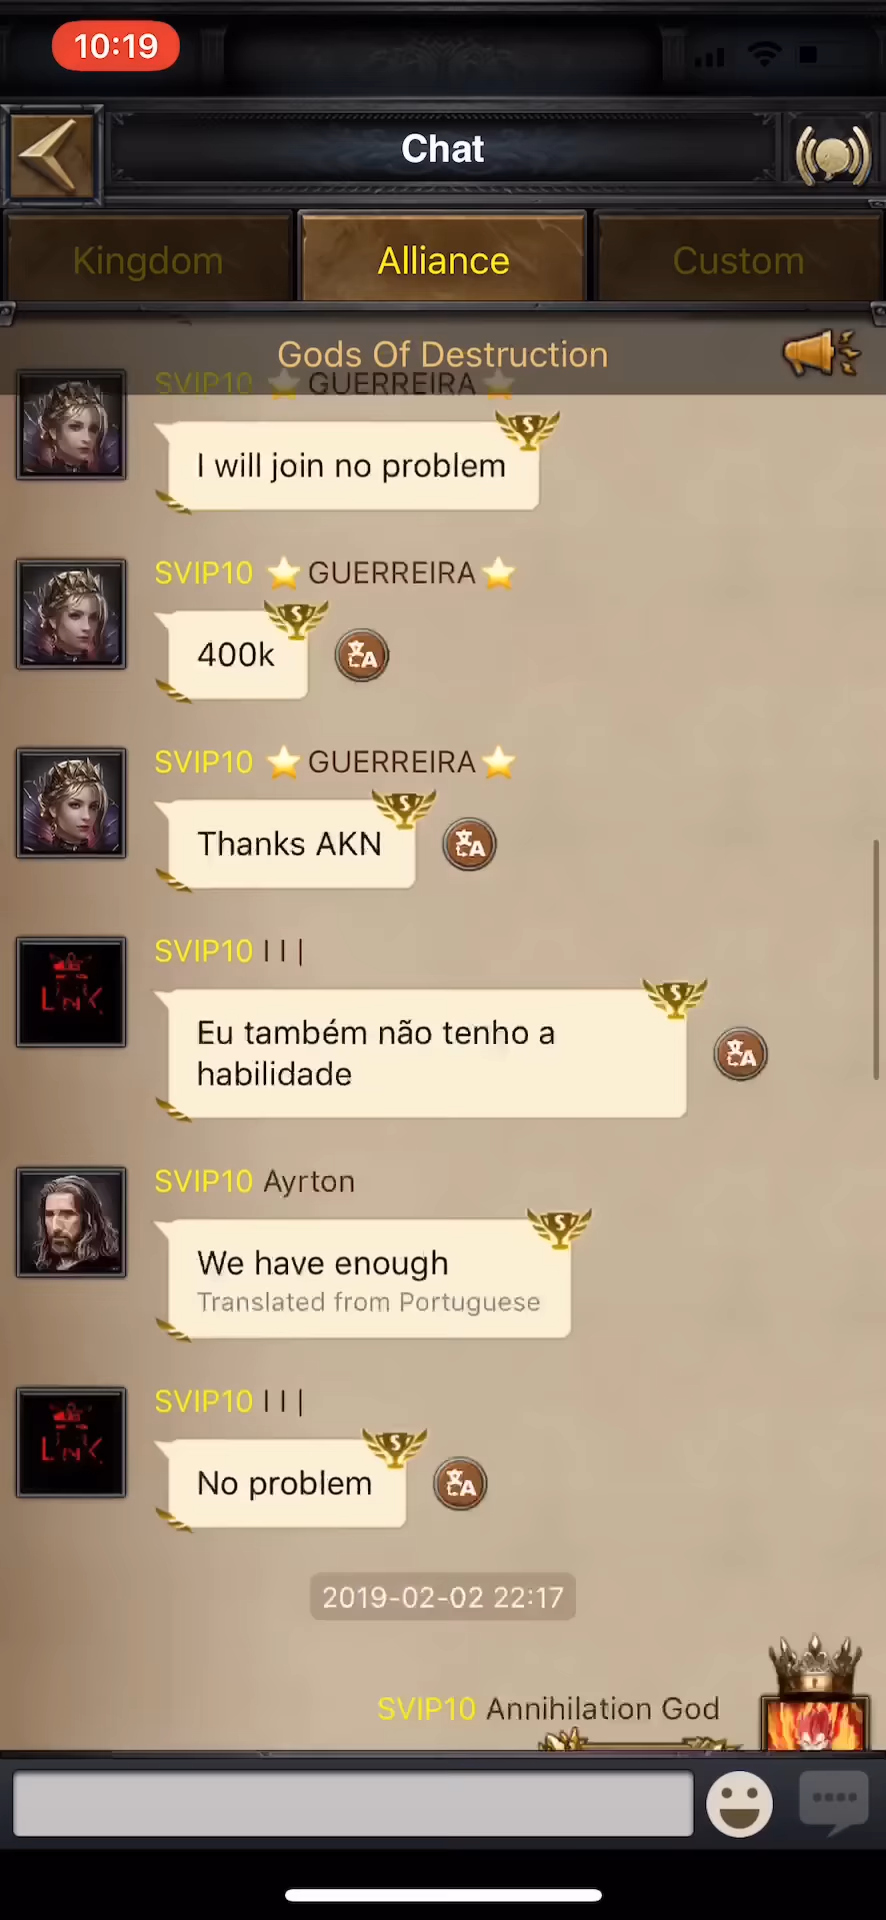 10:19
Chat
Kingdom
Alliance
Custom
Gods Of Destruction
SVIP10 ⭐ GUERREIRA ⭐
I will join no problem
SVIP10 ⭐ GUERREIRA ⭐
400k
SVIP10 ⭐ GUERREIRA ⭐
Thanks AKN
SVIP10 I I |
Eu também não tenho a
habilidade
SVIP10 Ayrton
We have enough
Translated from Portuguese
SVIP10 I I |
No problem
2019-02-02 22:17
SVIP10 Annihilation God